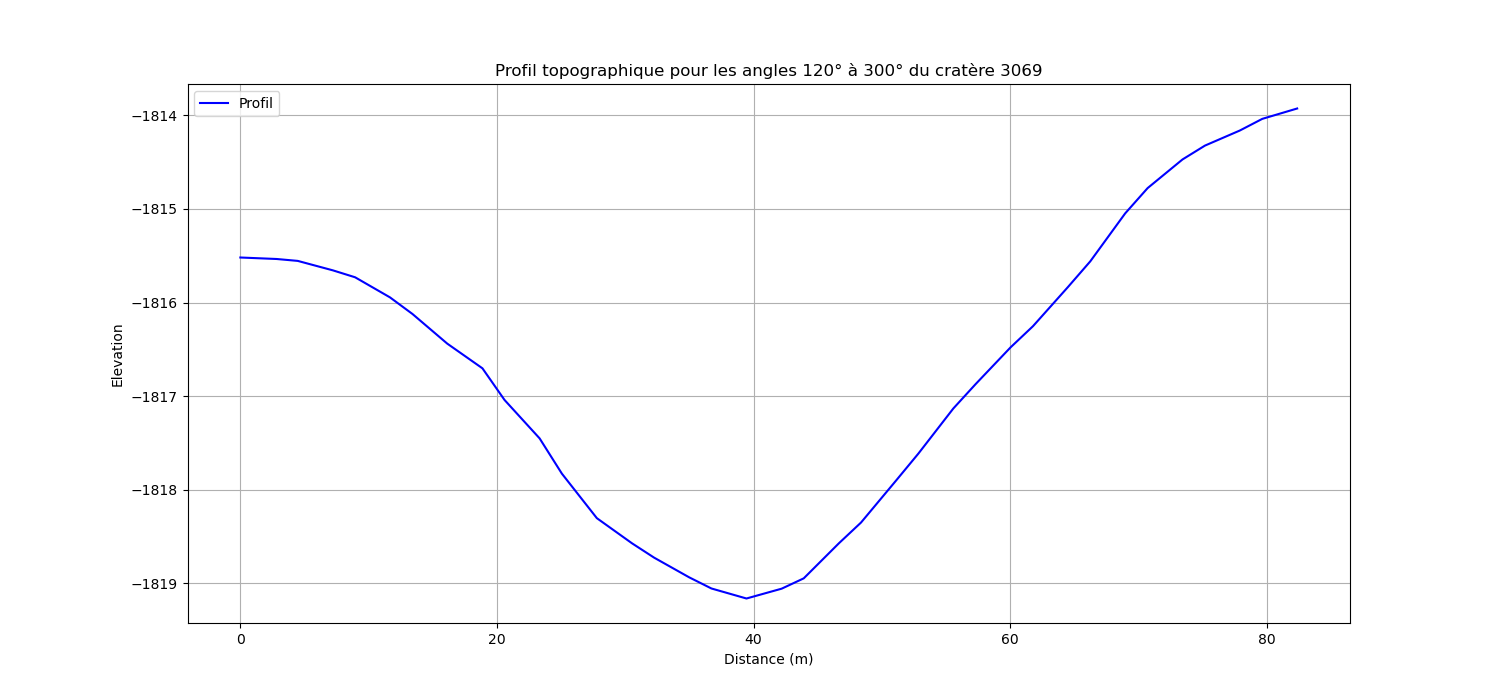 Profil topographique pour les angles 120° à 300° du cratère 3069
Profil
−1814
−1815
−1816
−1817
−1818
−1819
Elevation
0 20 40 60 80
Distance (m)